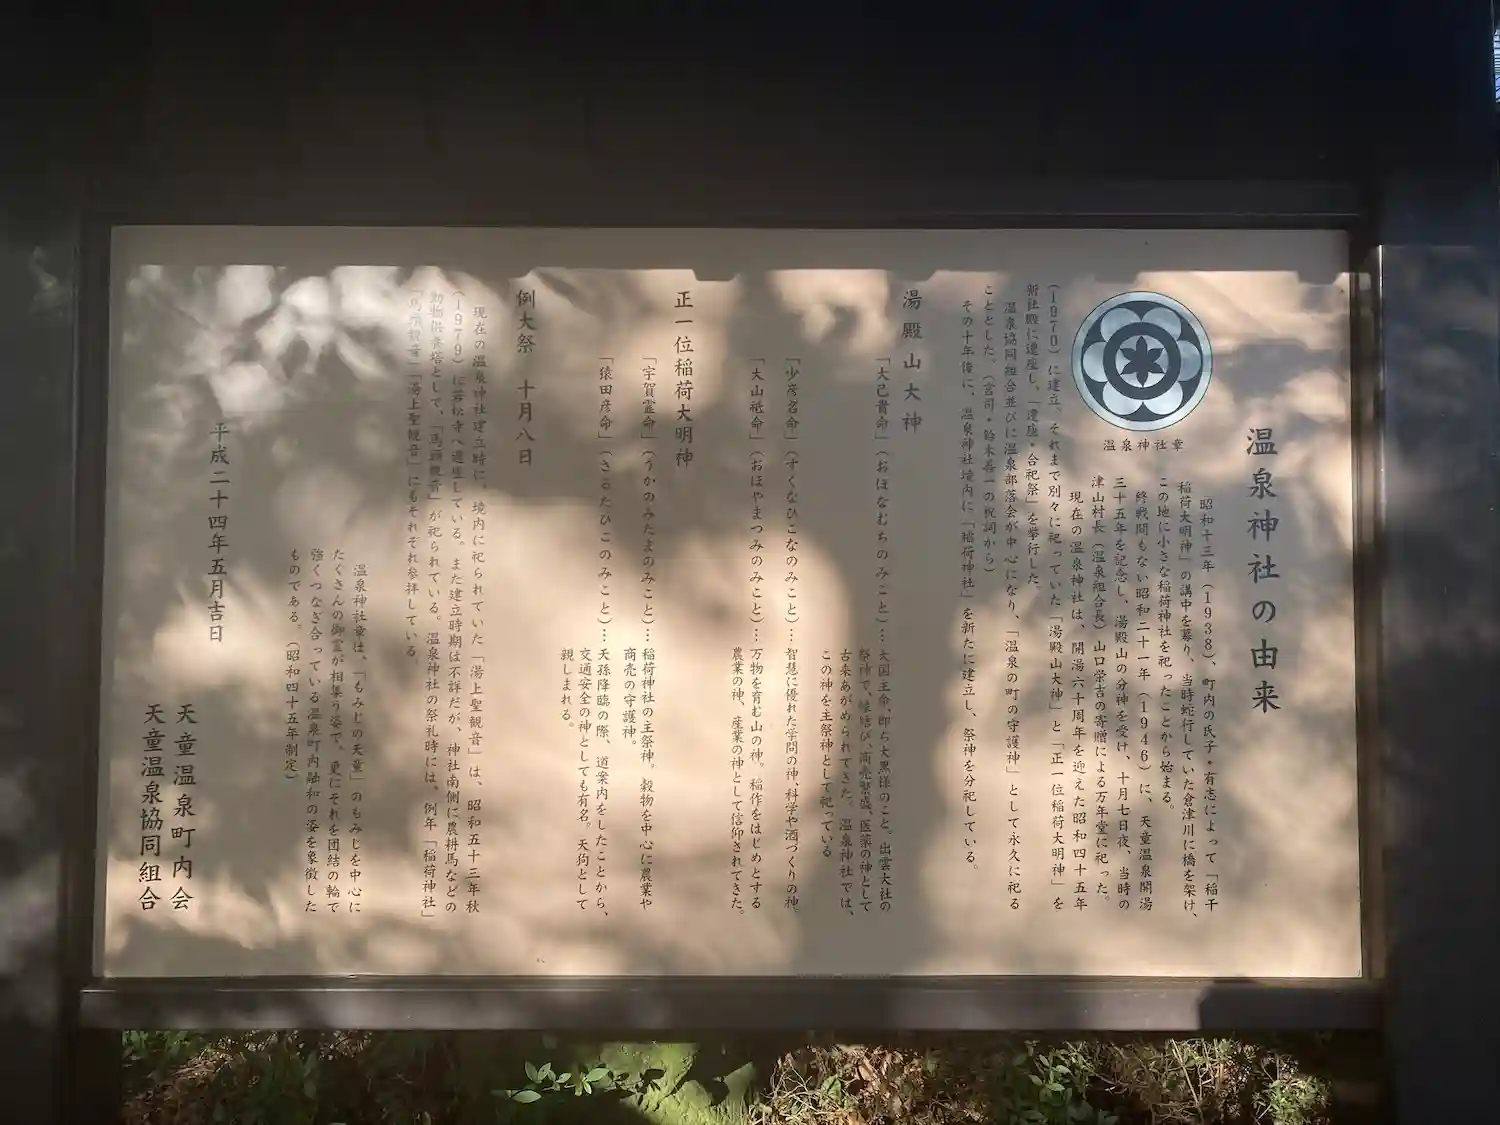 温泉神社の由来
温泉神社章
昭和十三年（1938）、町内の氏子・有志によって「稲干
稲荷大明神」の講中を募り、当時蛇行していた倉津川に橋を架け、
この地に小さな稲荷神社を祀ったことから始まる。
終戦間もない昭和二十一年（1946）に、天童温泉開湯
三十五年を記念し、湯殿山の分神を受け、十月七日夜、当時の
津山村長（温泉組合長）山口栄吉の寄贈による万年堂に祀った。
現在の温泉神社は、開湯六十周年を迎えた昭和四十五年
（1970）に建立、それまで別々に祀っていた「湯殿山大神」と「正一位稲荷大明神」を
新社殿に遷座し、「遷座・合祀祭」を挙行した。
温泉協同組合並びに温泉部落会が中心になり、「温泉の町の守護神」として永久に祀る
こととした。（宮司・鈴木善一の祝詞から）
その十年後に、温泉神社境内に「稲荷神社」を新たに建立し、祭神を分祀している。
湯殿山大神
「大己貴命」（おほなむちのみこと）…大国主命、即ち大黒様のこと。出雲大社の
祭神で、縁結び、商売繁盛、医薬の神として
古来あがめられてきた。温泉神社では、
この神を主祭神として祀っている
「少彦名命」（すくなひこなのみこと）…智慧に優れた学問の神、科学や酒づくりの神。
「大山祗命」（おほやまつみのみこと）…万物を育む山の神。稲作をはじめとする
農業の神、産業の神として信仰されてきた。
正一位稲荷大明神
「宇賀霊命」（うかのみたまのみこと）…稲荷神社の主祭神。穀物を中心に農業や
商売の守護神。
「猿田彦命」（さるたひこのみこと）…天孫降臨の際、道案内をしたことから、
交通安全の神としても有名。天狗として
親しまれる。
例大祭　十月八日
現在の温泉神社建立時に、境内に祀られていた「湯上聖観音」は、昭和五十三年秋
（1979）に若松寺へ遷座している。また建立時期は不詳だが、神社南側に農耕馬などの
動物供養塔として、「馬頭観音」が祀られている。温泉神社の祭礼時には、例年「稲荷神社」
「馬頭観音」「湯上聖観音」にもそれぞれ参拝している。
温泉神社章は、「もみじの天童」のもみじを中心に
たくさんの御霊が相集う姿で、更にそれを団結の輪で
強くつなぎ合っている温泉町内融和の姿を象徴した
ものである。（昭和四十五年制定）
平成二十四年五月吉日
天童温泉町内会
天童温泉協同組合